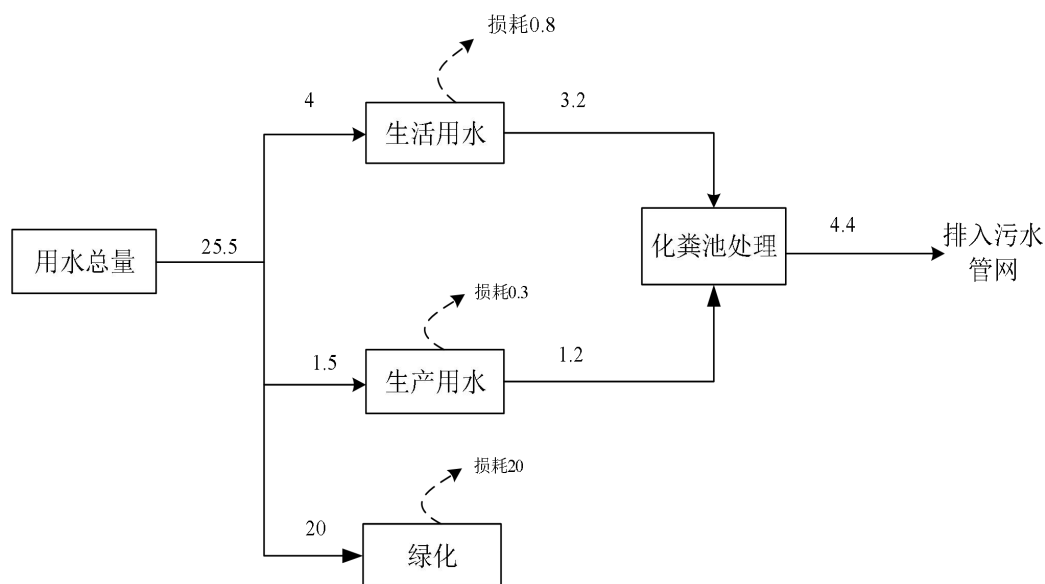 损耗0.8
4
3.2
生活用水
用水总量
25.5
化粪池处理
4.4
排入污水
管网
损耗0.3
1.5
1.2
生产用水
损耗20
20
绿化